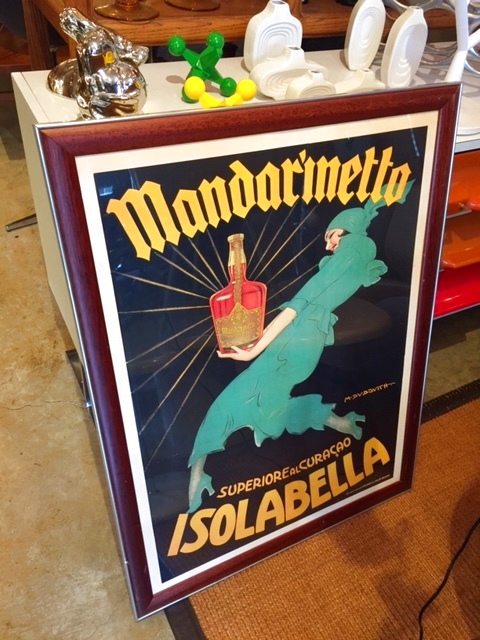 Mandarinetto
SUPERIORE AL CURAÇAO
ISOLABELLA